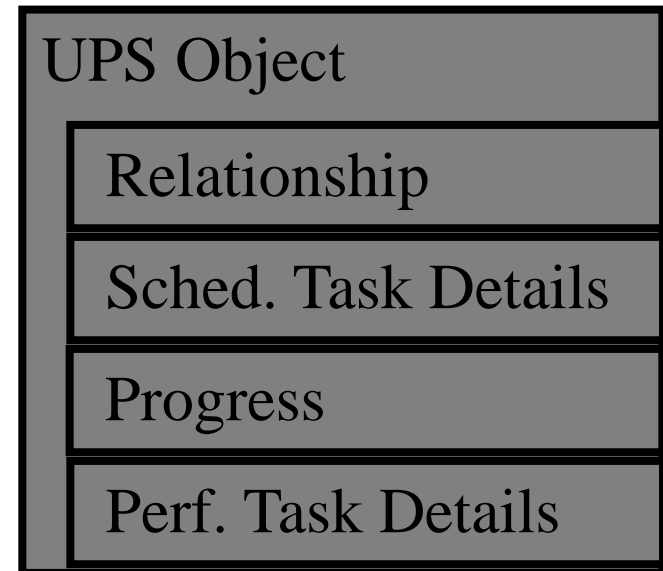 UPS Object
Relationship
Sched. Task Details
Progress
Perf. Task Details